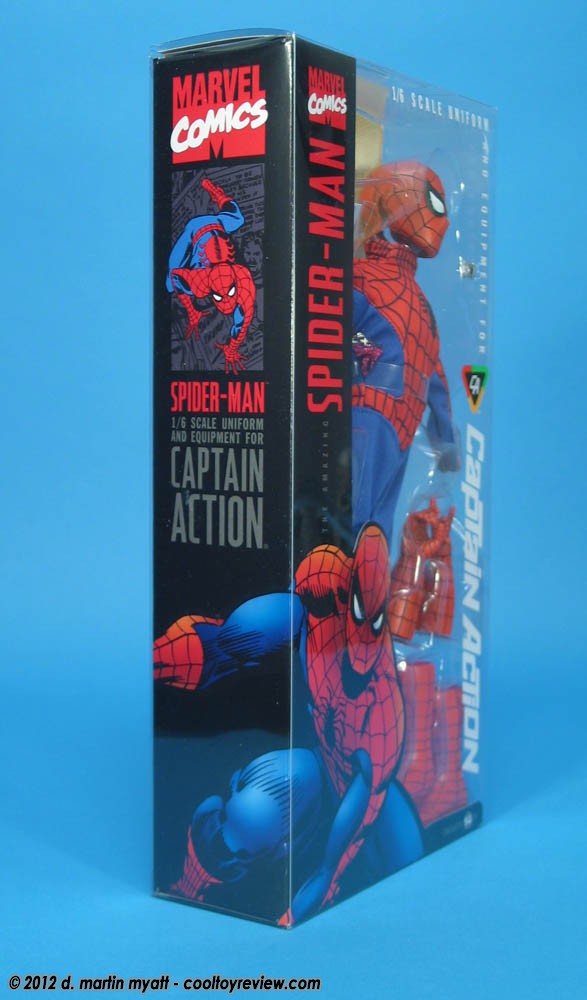 MARVEL
COMICS
SPIDER-MAN
1/6 SCALE UNIFORM
AND EQUIPMENT FOR
CAPTAIN
ACTION®
MARVEL
COMICS
THE AMAZING
SPIDER-MAN
1/6 SCALE UNIFORM
AND EQUIPMENT FOR
CA
CAPTAIN ACTION
© 2012 d. martin myatt - cooltoyreview.com